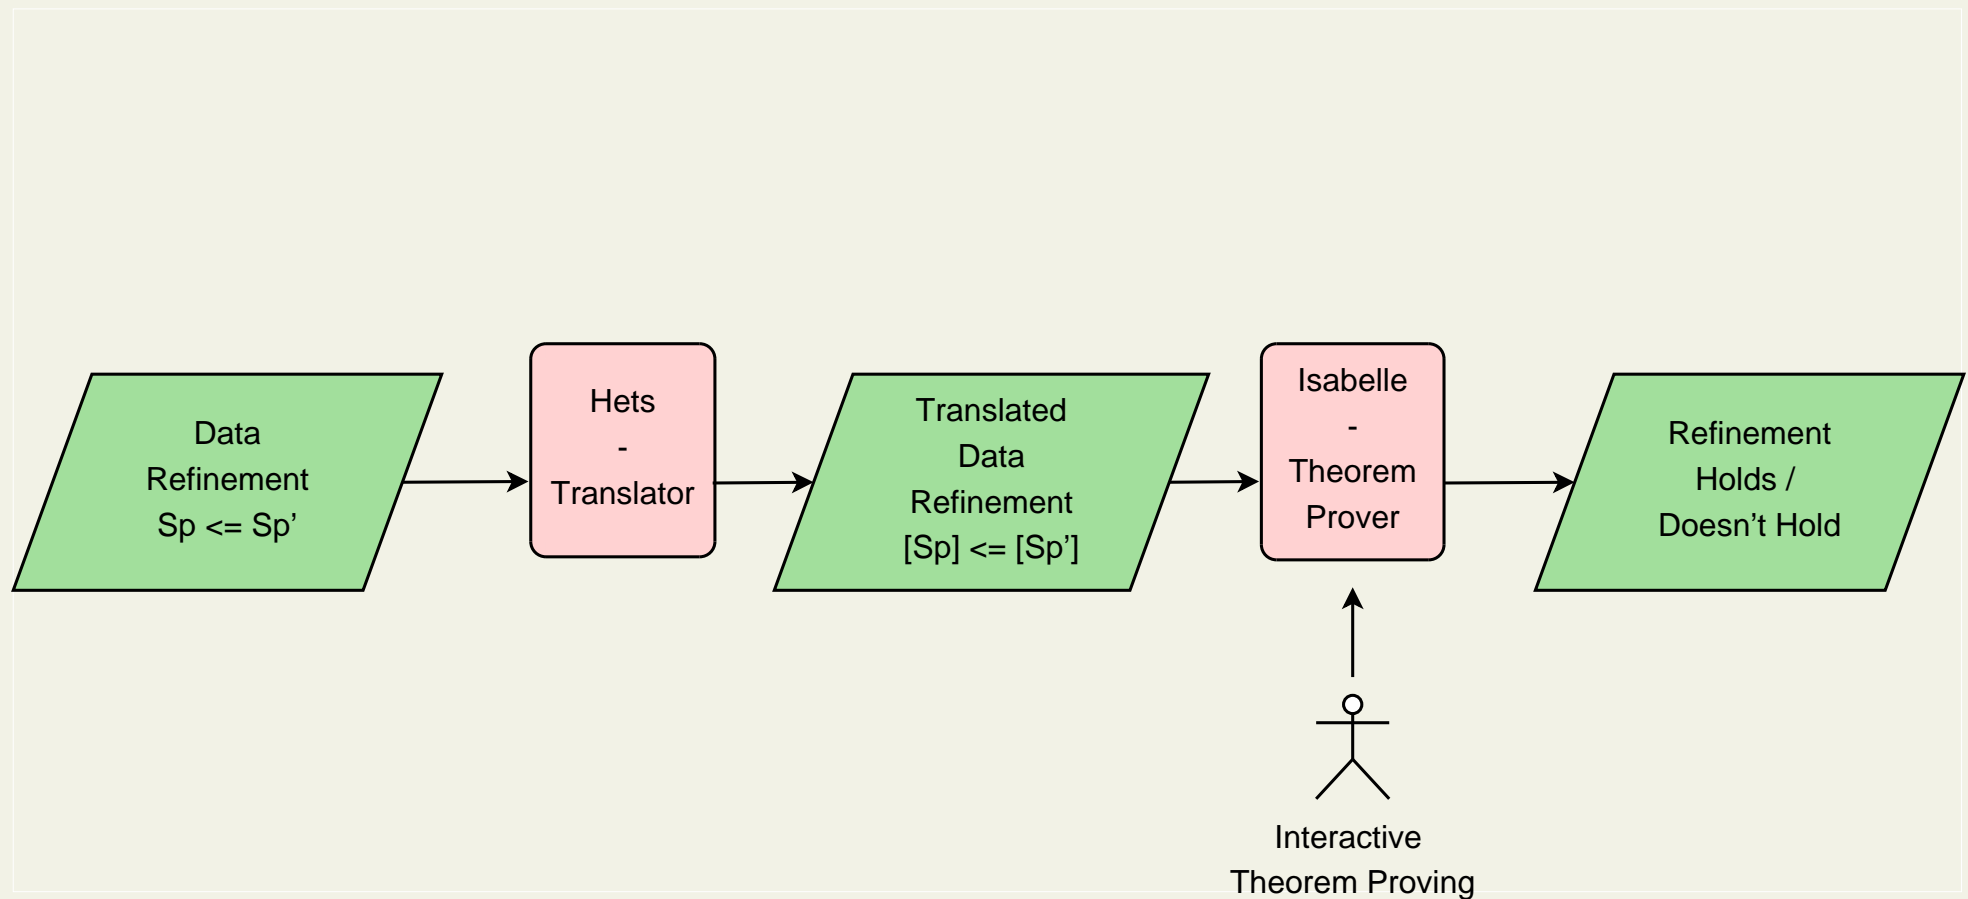 Data
Refinement
Sp <= Sp’
Hets
-
Translator
Translated
Data
Refinement
[Sp] <= [Sp’]
Isabelle
-
Theorem
Prover
Refinement
Holds /
Doesn’t Hold
Interactive
Theorem Proving